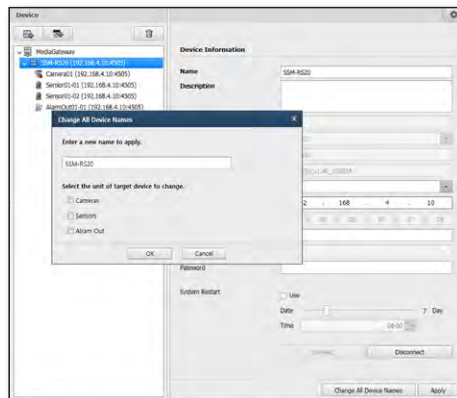 Device
MediaGateway
SSM-RS20 (192.168.4.10:4505)
Camera01 (192.168.4.10:4505)
Sensor01-01 (192.168.4.10:4505)
Sensor01-02 (192.168.4.10:4505)
AlarmOut01-01 (192.168.4.10:4505)
Device Information
Name
SSM-RS20
Description
Change All Device Names
Enter a new name to apply.
SSM-RS20
Select the unit of target device to change.
Cameras
Sensors
Alram Out
OK
Cancel
2 . 168 . 4 . 10
Password
System Restart
Use
Date
7 Day
Time
09:00
Connect
Disconnect
Change All Device Names
Apply